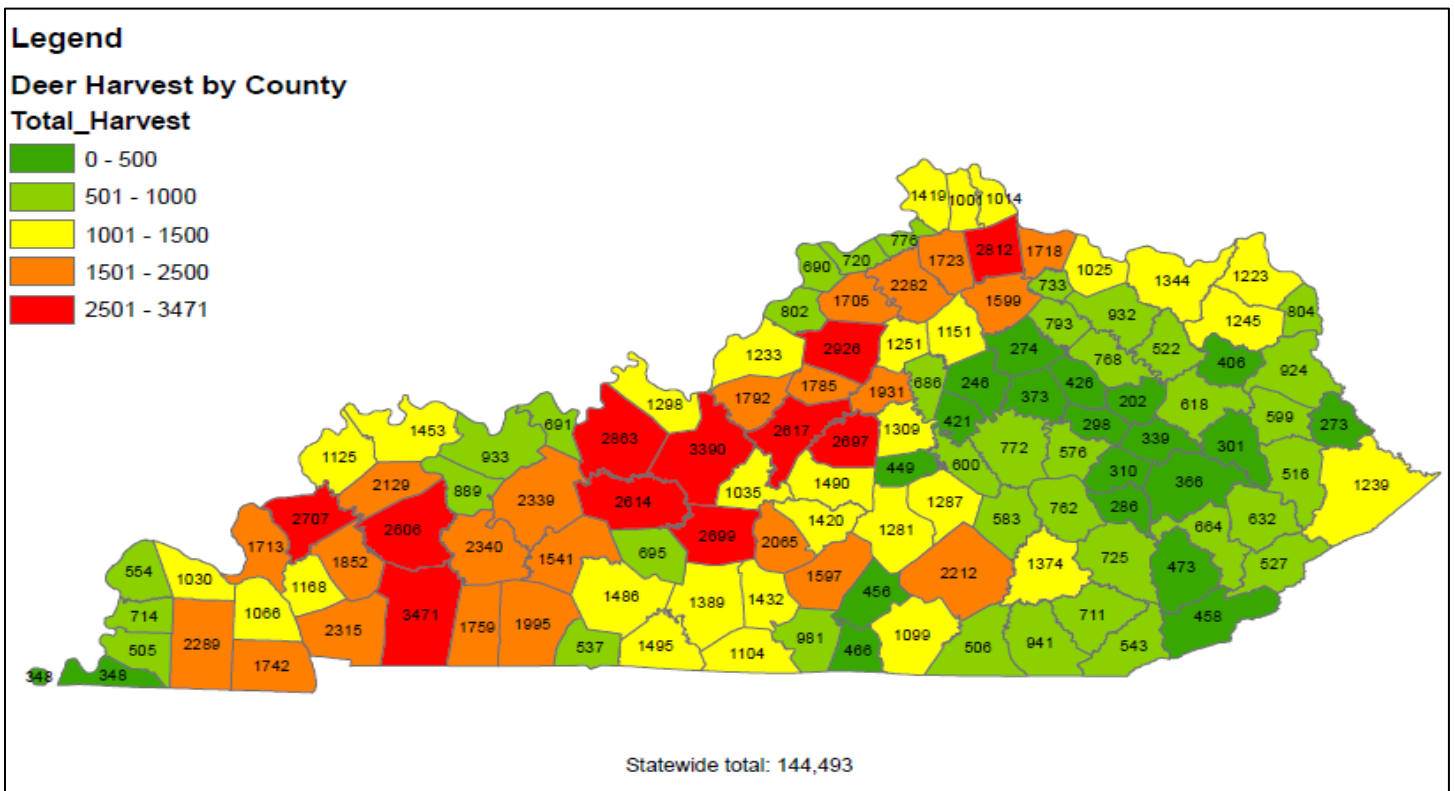 Legend
Deer Harvest by County
Total_Harvest
0 - 500
501 - 1000
1001 - 1500
1501 - 2500
2501 - 3471
1419 1001 1014
776 1723 2812 1718
690 720 2282 1025 1344 1223
802 1705 1599 733 932 1245 804
1233 2926 1251 1151 274 793 768 522 406 924
1298 1792 1785 1931 686 246 373 426 202 618 599 273
1453 691 2863 3390 2617 2697 1309 421 298 339 301
1125 933 449 600 772 576 310 366 516 1239
2129 889 2339 2614 1035 1490 1287 286
2707 2606 2699 1420 1281 583 762 664 632
1713 1852 2340 1541 695 2065 2212 1374 725 473 527
554 1030 1168 1486 1389 1432 1597 456 458
714 1066 2315 3471 1759 1995 981 1099 711
505 2289 1742 537 1495 1104 466 506 941 543
348 348
Statewide total: 144,493